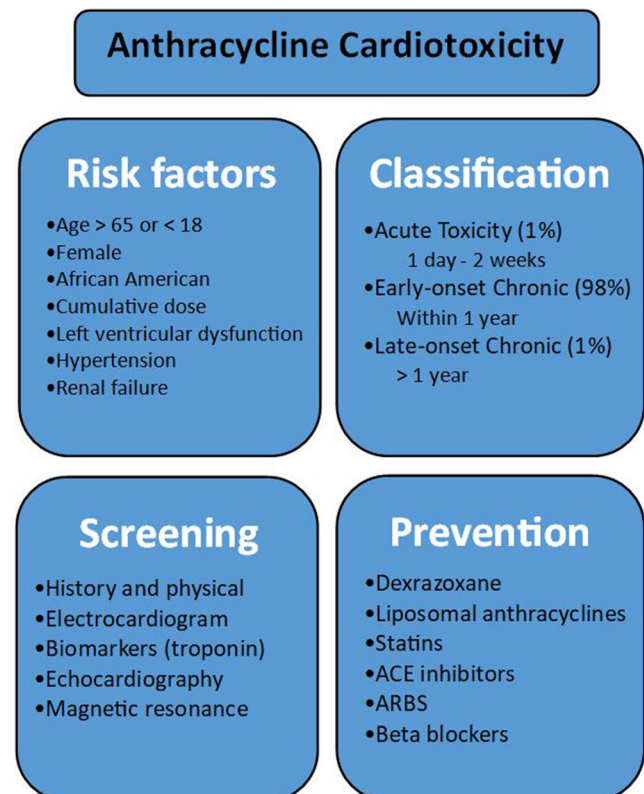 Anthracycline Cardiotoxicity
Risk factors
•Age > 65 or < 18
•Female
•African American
•Cumulative dose
•Left ventricular dysfunction
•Hypertension
•Renal failure
Classification
•Acute Toxicity (1%)
1 day - 2 weeks
•Early-onset Chronic (98%)
Within 1 year
•Late-onset Chronic (1%)
> 1 year
Screening
•History and physical
•Electrocardiogram
•Biomarkers (troponin)
•Echocardiography
•Magnetic resonance
Prevention
•Dexrazoxane
•Liposomal anthracyclines
•Statins
•ACE inhibitors
•ARBS
•Beta blockers